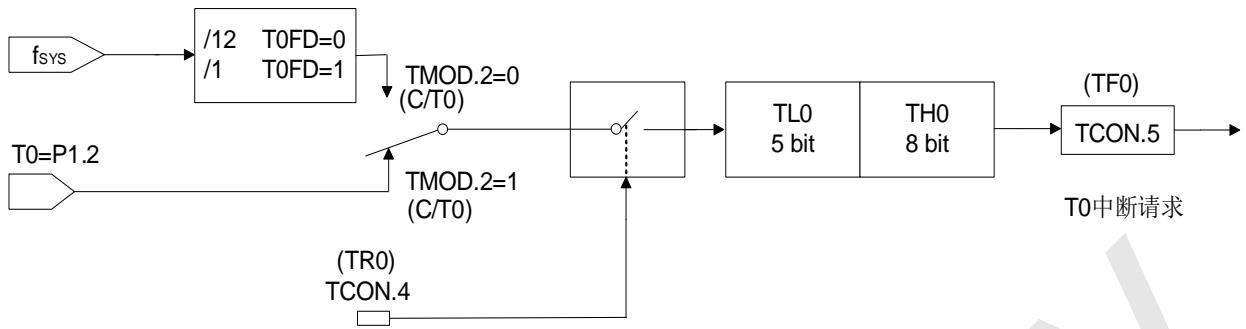 fSYS
/12 T0FD=0
/1 T0FD=1
TMOD.2=0
(C/T0)
T0=P1.2
TMOD.2=1
(C/T0)
(TR0)
TCON.4
TL0
5 bit
TH0
8 bit
(TF0)
TCON.5
T0中断请求